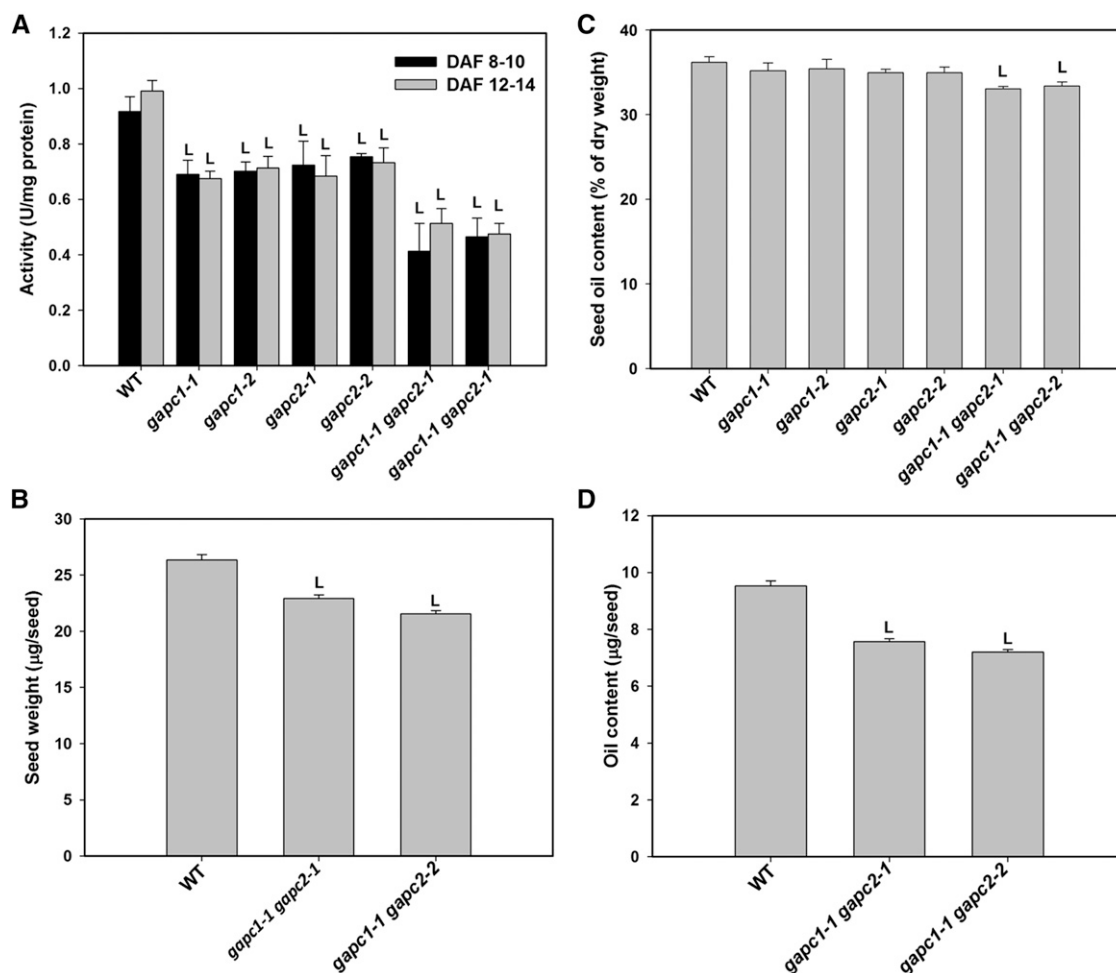 A
Activity (U/mg protein)
1.2
1.0
0.8
0.6
0.4
0.2
0.0
DAF 8-10
DAF 12-14
L L L L L L L L L L L L
WT gapc1-1 gapc1-2 gapc2-1 gapc2-2 gapc1-1 gapc2-1 gapc1-1 gapc2-1
C
Seed oil content (% of dry weight)
40
30
20
10
0
L L
WT gapc1-1 gapc1-2 gapc2-1 gapc2-2 gapc1-1 gapc2-1 gapc1-1 gapc2-2
B
Seed weight (µg/seed)
30
25
20
15
10
5
0
L L
WT gapc1-1 gapc2-1 gapc1-1 gapc2-2
D
Oil content (µg/seed)
12
10
8
6
4
2
0
L L
WT gapc1-1 gapc2-1 gapc1-1 gapc2-2